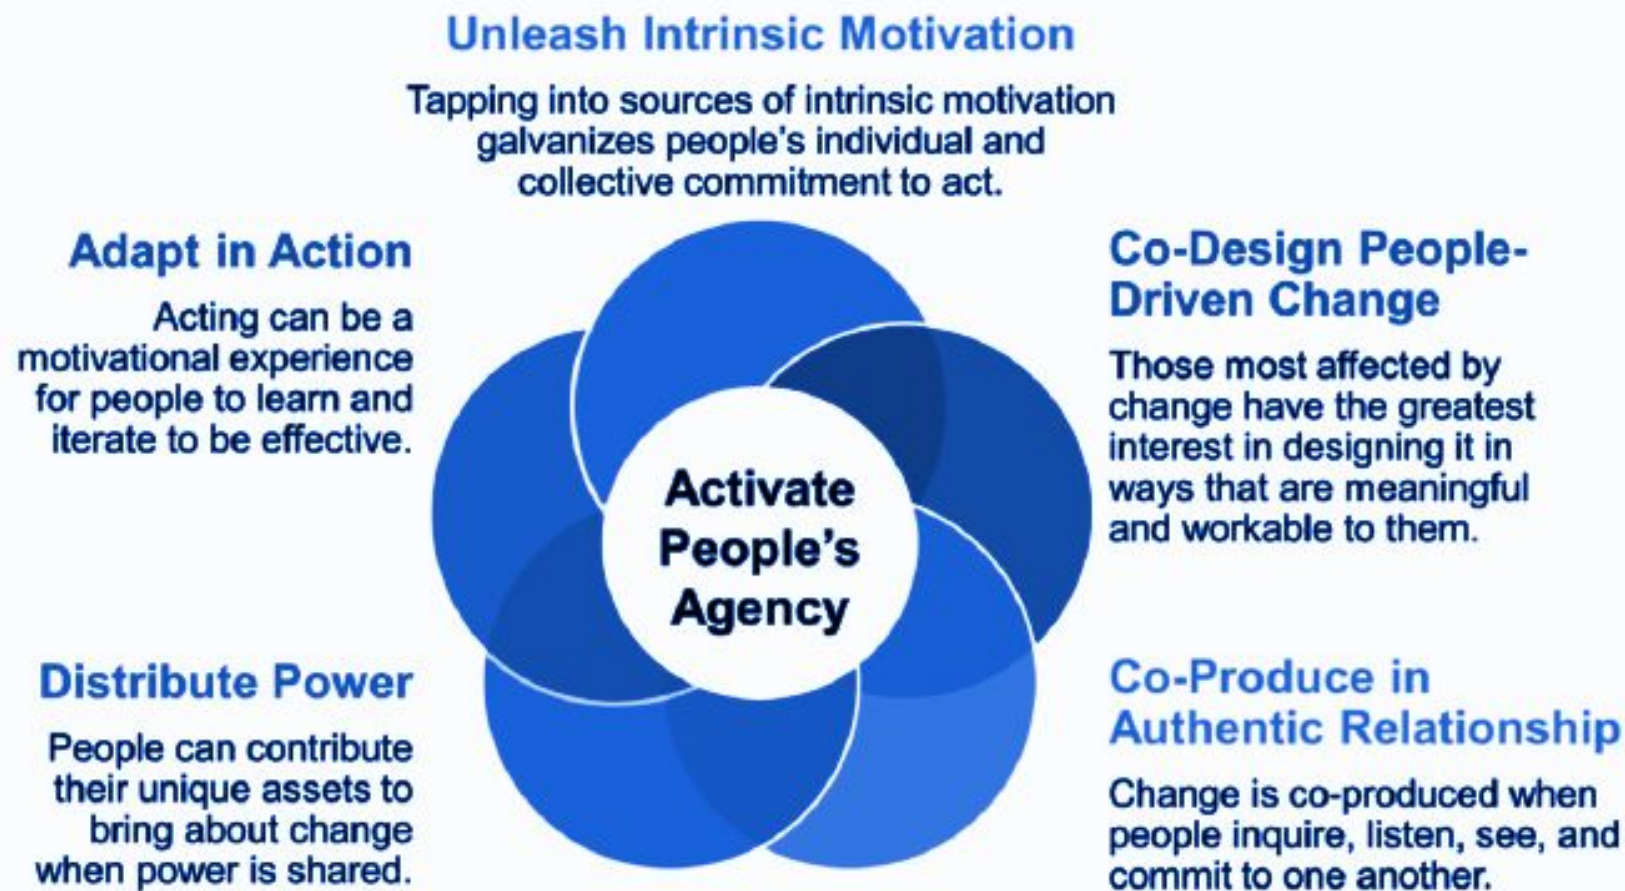 Unleash Intrinsic Motivation
Tapping into sources of intrinsic motivation
galvanizes people's individual and
collective commitment to act.
Adapt in Action
Acting can be a
motivational experience
for people to learn and
iterate to be effective.
Co-Design People-
Driven Change
Those most affected by
change have the greatest
interest in designing it in
ways that are meaningful
and workable to them.
Activate
People's
Agency
Distribute Power
People can contribute
their unique assets to
bring about change
when power is shared.
Co-Produce in
Authentic Relationship
Change is co-produced when
people inquire, listen, see, and
commit to one another.